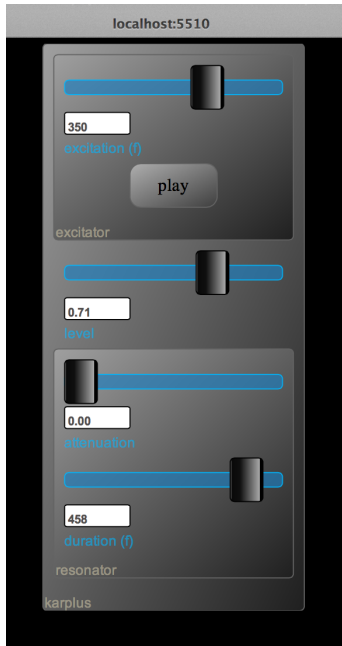 localhost:5510
350
excitation (f)
play
excitator
0.71
level
0.00
attenuation
458
duration (f)
resonator
karplus